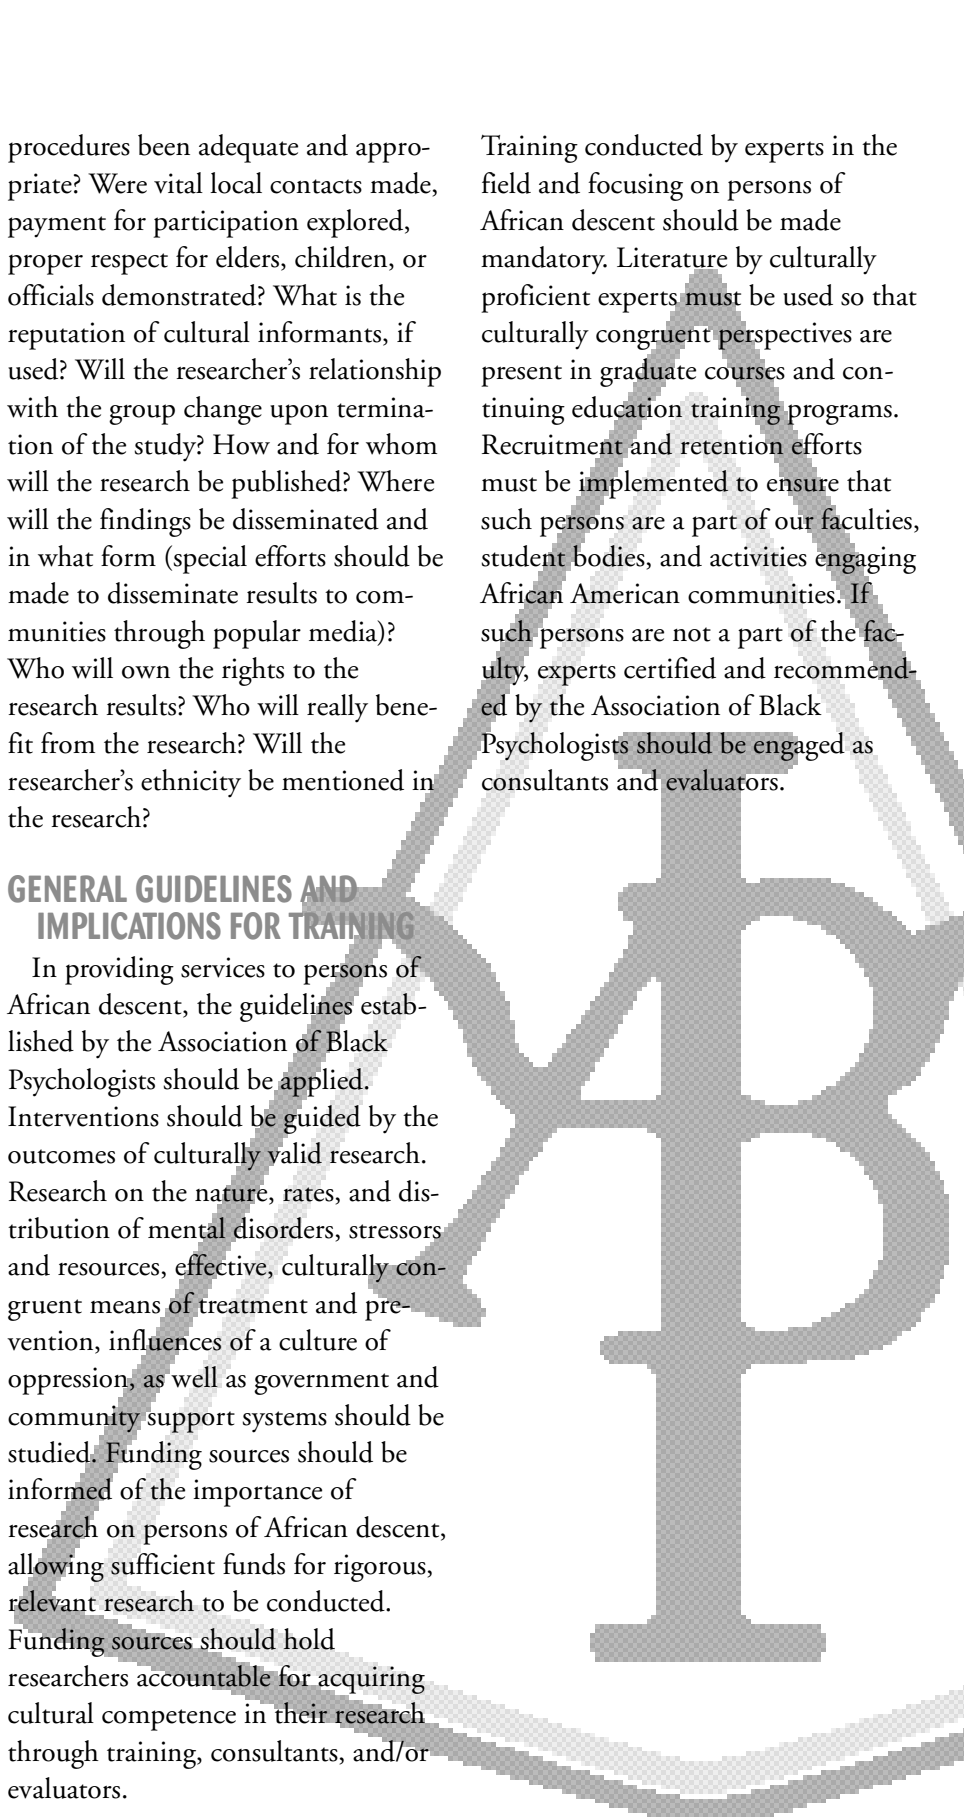 procedures been adequate and appro-
priate? Were vital local contacts made,
payment for participation explored,
proper respect for elders, children, or
officials demonstrated? What is the
reputation of cultural informants, if
used? Will the researcher's relationship
with the group change upon termina-
tion of the study? How and for whom
will the research be published? Where
will the findings be disseminated and
in what form (special efforts should be
made to disseminate results to com-
munities through popular media)?
Who will own the rights to the
research results? Who will really bene-
fit from the research? Will the
researcher's ethnicity be mentioned in
the research?
GENERAL GUIDELINES AND
IMPLICATIONS FOR TRAINING
In providing services to persons of
African descent, the guidelines estab-
lished by the Association of Black
Psychologists should be applied.
Interventions should be guided by the
outcomes of culturally valid research.
Research on the nature, rates, and dis-
tribution of mental disorders, stressors
and resources, effective, culturally con-
gruent means of treatment and pre-
vention, influences of a culture of
oppression, as well as government and
community support systems should be
studied. Funding sources should be
informed of the importance of
research on persons of African descent,
allowing sufficient funds for rigorous,
relevant research to be conducted.
Funding sources should hold
researchers accountable for acquiring
cultural competence in their research
through training, consultants, and/or
evaluators.
Training conducted by experts in the
field and focusing on persons of
African descent should be made
mandatory. Literature by culturally
proficient experts must be used so that
culturally congruent perspectives are
present in graduate courses and con-
tinuing education training programs.
Recruitment and retention efforts
must be implemented to ensure that
such persons are a part of our faculties,
student bodies, and activities engaging
African American communities. If
such persons are not a part of the fac-
ulty, experts certified and recommend-
ed by the Association of Black
Psychologists should be engaged as
consultants and evaluators.